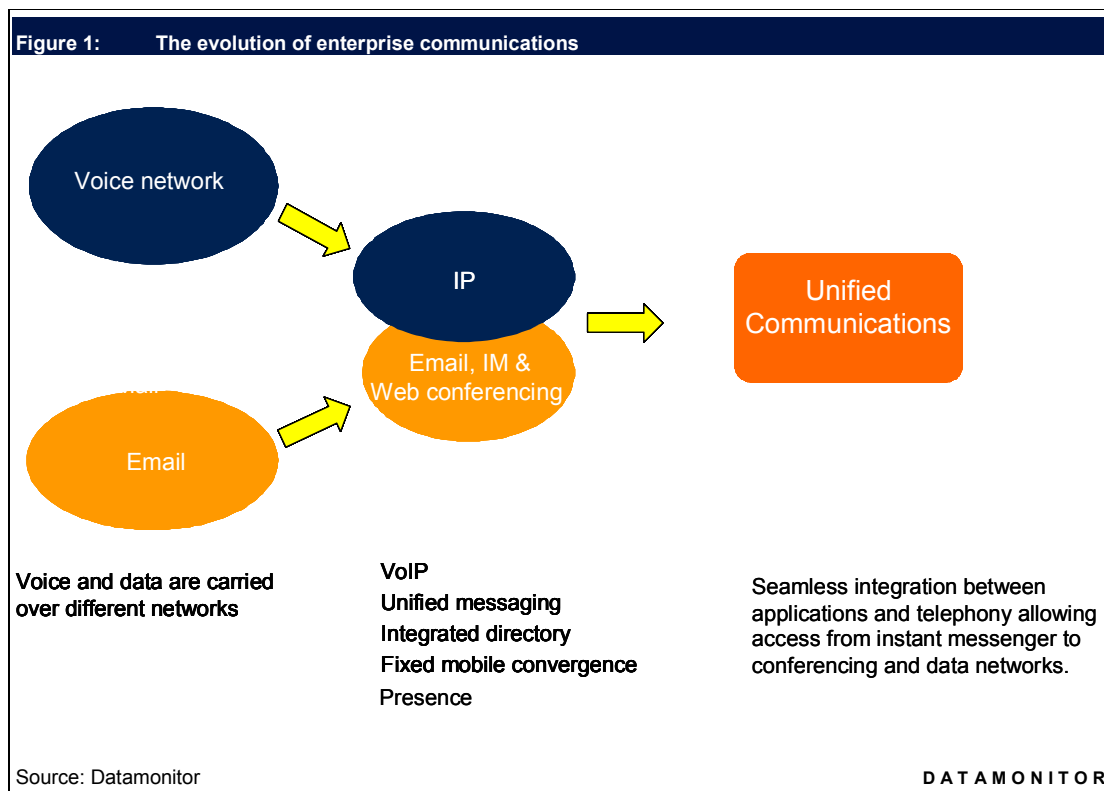 Figure 1: The evolution of enterprise communications
Voice network
IP
Email, IM &
Web conferencing
Unified
Communications
Email
Voice and data are carried
over different networks
VoIP
Unified messaging
Integrated directory
Fixed mobile convergence
Presence
Seamless integration between
applications and telephony allowing
access from instant messenger to
conferencing and data networks.
Source: Datamonitor
DATAMONITOR